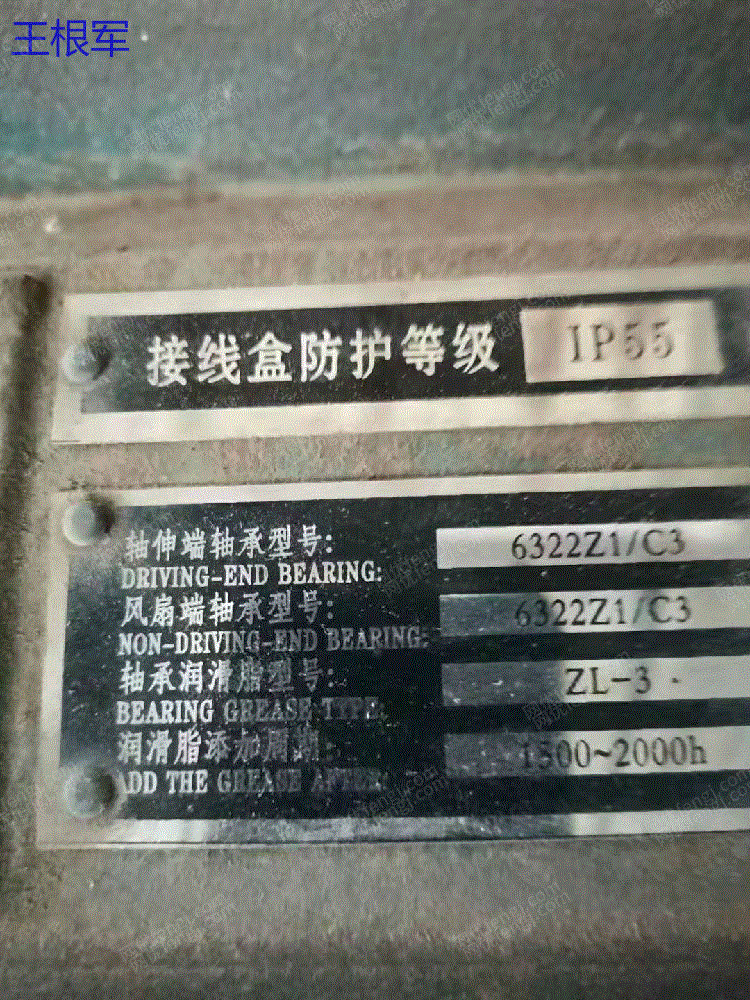 王根军
接线盒防护等级 IP55
轴伸端轴承型号: 6322Z1/C3
DRIVING-END BEARING:
风扇端轴承型号: 6322Z1/C3
NON-DRIVING-END BEARING:
轴承润滑脂型号: ZL-3
BEARING GREASE TYPE:
润滑脂添加周期: 1500~2000h
ADD THE GREASE AFTER: